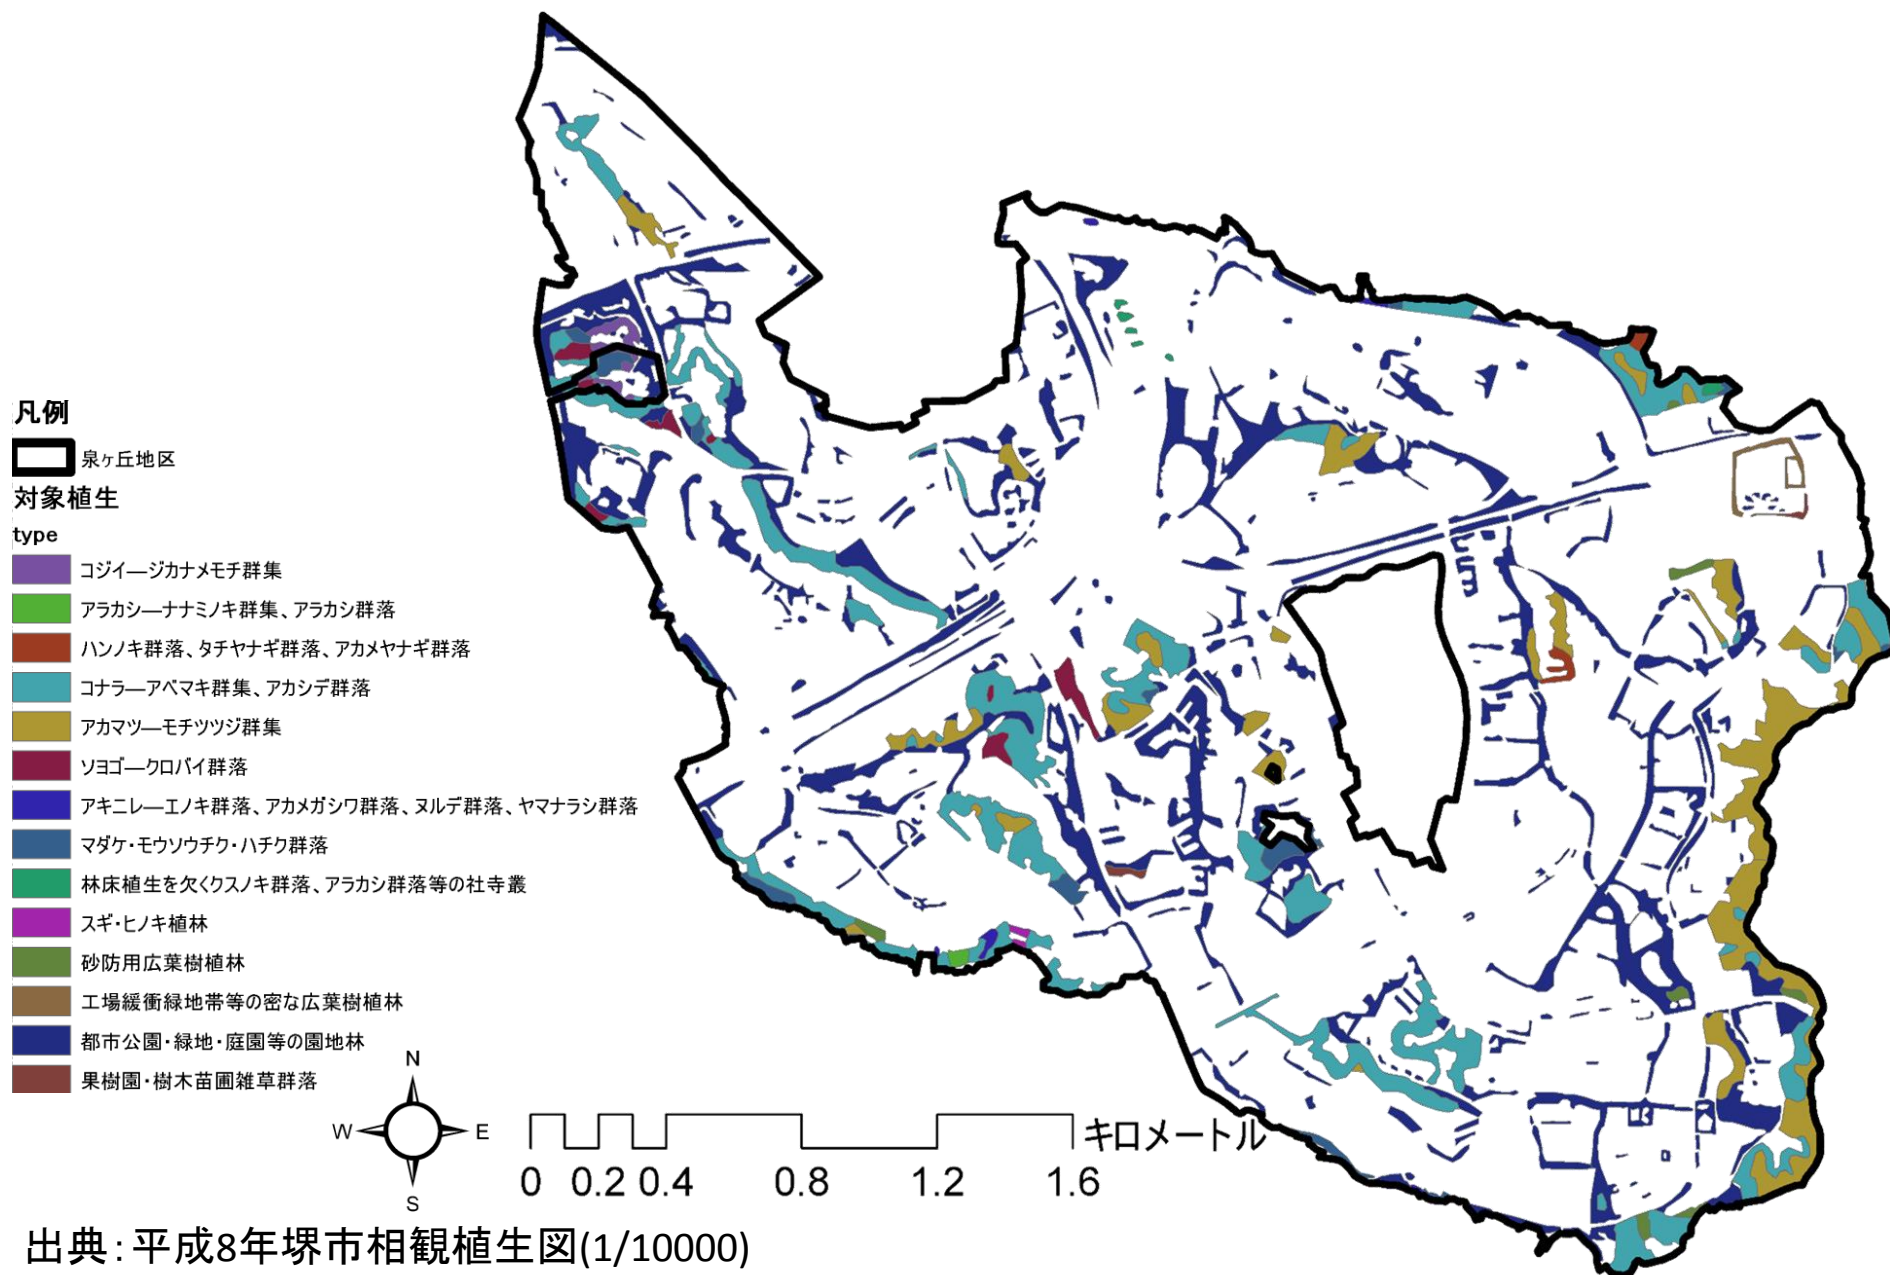 凡例
泉ヶ丘地区
対象植生
type
コジイ―ジカナメモチ群集
アラカシ―ナナミノキ群集、アラカシ群落
ハンノキ群落、タチヤナギ群落、アカメヤナギ群落
コナラ―アベマキ群集、アカシデ群落
アカマツ―モチツツジ群集
ソヨゴ―クロバイ群落
アキニレ―エノキ群落、アカメガシワ群落、ヌルデ群落、ヤマナラシ群落
マダケ・モウソウチク・ハチク群落
林床植生を欠くクスノキ群落、アラカシ群落等の社寺叢
スギ・ヒノキ植林
砂防用広葉樹植林
工場緩衝緑地帯等の密な広葉樹植林
都市公園・緑地・庭園等の園地林
果樹園・樹木苗圃雑草群落
N
W E
S
キロメートル
0 0.2 0.4 0.8 1.2 1.6
出典：平成8年堺市相観植生図(1/10000)